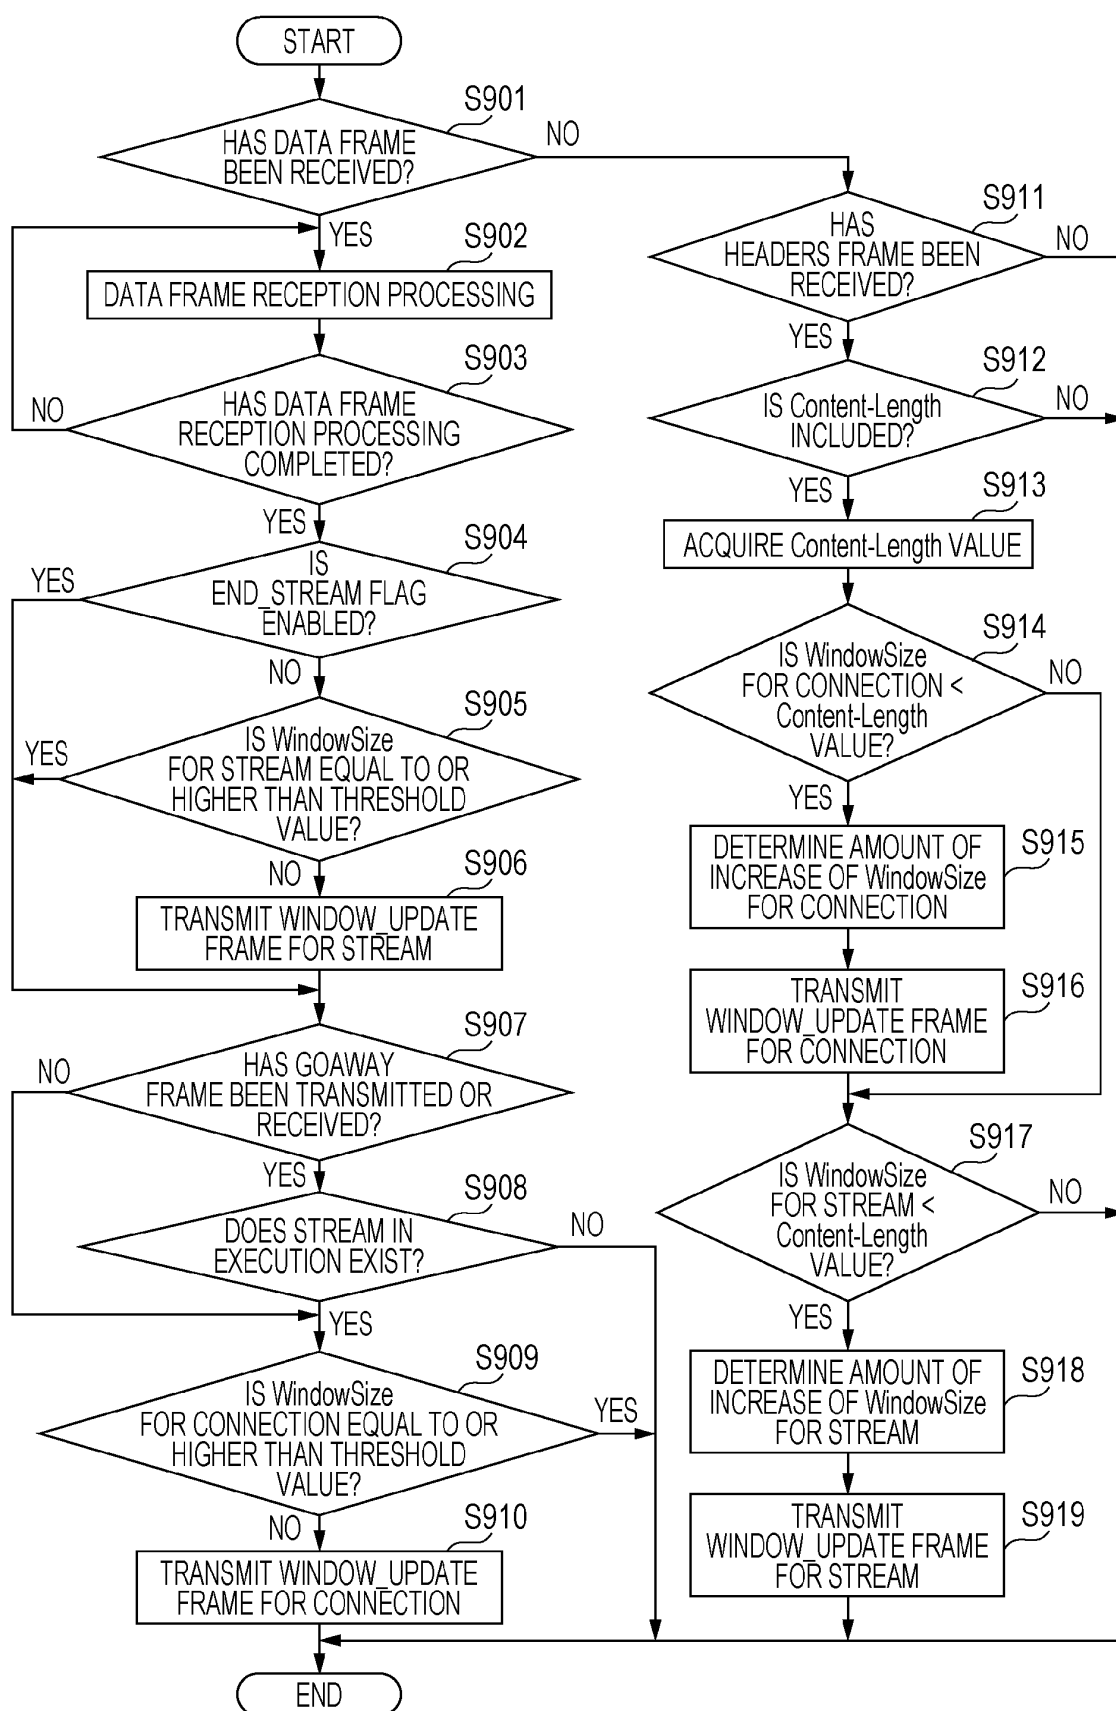 START
S901
HAS DATA FRAME
BEEN RECEIVED?
NO
YES
S902
DATA FRAME RECEPTION PROCESSING
S903
HAS DATA FRAME
RECEPTION PROCESSING
COMPLETED?
NO
YES
S904
IS
END_STREAM FLAG
ENABLED?
YES
NO
S905
IS WindowSize
FOR STREAM EQUAL TO OR
HIGHER THAN THRESHOLD
VALUE?
YES
NO
S906
TRANSMIT WINDOW_UPDATE
FRAME FOR STREAM
S907
HAS GOAWAY
FRAME BEEN TRANSMITTED OR
RECEIVED?
NO
YES
S908
DOES STREAM IN
EXECUTION EXIST?
NO
YES
S909
IS WindowSize
FOR CONNECTION EQUAL TO OR
HIGHER THAN THRESHOLD
VALUE?
YES
NO
S910
TRANSMIT WINDOW_UPDATE
FRAME FOR CONNECTION
END
S911
HAS
HEADERS FRAME BEEN
RECEIVED?
NO
YES
S912
IS Content-Length
INCLUDED?
NO
YES
S913
ACQUIRE Content-Length VALUE
S914
IS WindowSize
FOR CONNECTION <
Content-Length
VALUE?
NO
YES
S915
DETERMINE AMOUNT OF
INCREASE OF WindowSize
FOR CONNECTION
S916
TRANSMIT
WINDOW_UPDATE FRAME
FOR CONNECTION
S917
IS WindowSize
FOR STREAM <
Content-Length
VALUE?
NO
YES
S918
DETERMINE AMOUNT OF
INCREASE OF WindowSize
FOR STREAM
S919
TRANSMIT
WINDOW_UPDATE FRAME
FOR STREAM